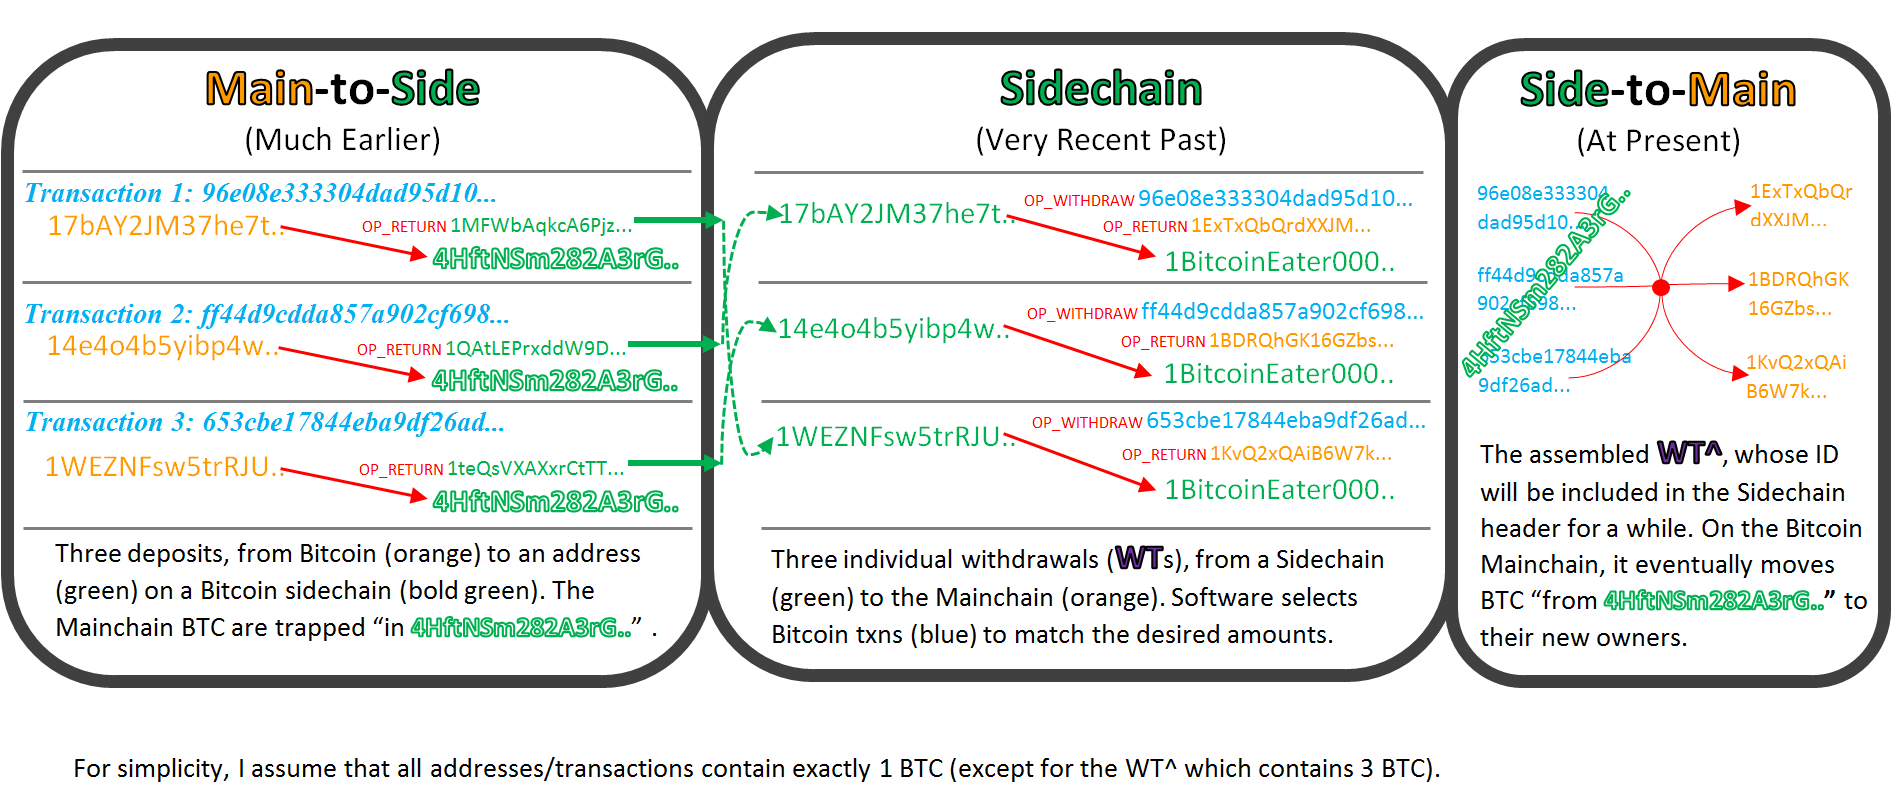 Main-to-Side
(Much Earlier)
Transaction 1: 96e08e333304dad95d10...
17bAY2JM37he7t..
OP_RETURN 1MFWbAqkcA6Pjz...
4HftNSm282A3rG..
Transaction 2: ff44d9cdda857a902cf698...
14e4o4b5yibp4w..
OP_RETURN 1QAtLEPrxddW9D...
4HftNSm282A3rG..
Transaction 3: 653cbe17844eba9df26ad...
1WEZNFsw5trRJU..
OP_RETURN 1teQsVXAXxrCtTT...
4HftNSm282A3rG..
Three deposits, from Bitcoin (orange) to an address
(green) on a Bitcoin sidechain (bold green). The
Mainchain BTC are trapped “in 4HftNSm282A3rG..” .
Sidechain
(Very Recent Past)
OP_WITHDRAW 96e08e333304dad95d10...
17bAY2JM37he7t..
OP_RETURN 1ExTxQbQrdXXJM...
1BitcoinEater000..
OP_WITHDRAW ff44d9cdda857a902cf698...
14e4o4b5yibp4w..
OP_RETURN 1BDRQhGK16GZbs...
1BitcoinEater000..
OP_WITHDRAW 653cbe17844eba9df26ad...
1WEZNFsw5trRJU..
OP_RETURN 1KvQ2xQAiB6W7k...
1BitcoinEater000..
Three individual withdrawals (WTs), from a Sidechain
(green) to the Mainchain (orange). Software selects
Bitcoin txns (blue) to match the desired amounts.
Side-to-Main
(At Present)
96e08e333304
dad95d10...
ff44d9cdda857a
902cf698...
653cbe17844eba
9df26ad...
4HftNSm282A3rG..
1ExTxQbQr
dXXJM...
1BDRQhGK
16GZbs...
1KvQ2xQAi
B6W7k...
The assembled WT^, whose ID
will be included in the Sidechain
header for a while. On the Bitcoin
Mainchain, it eventually moves
BTC “from 4HftNSm282A3rG..” to
their new owners.
For simplicity, I assume that all addresses/transactions contain exactly 1 BTC (except for the WT^ which contains 3 BTC).